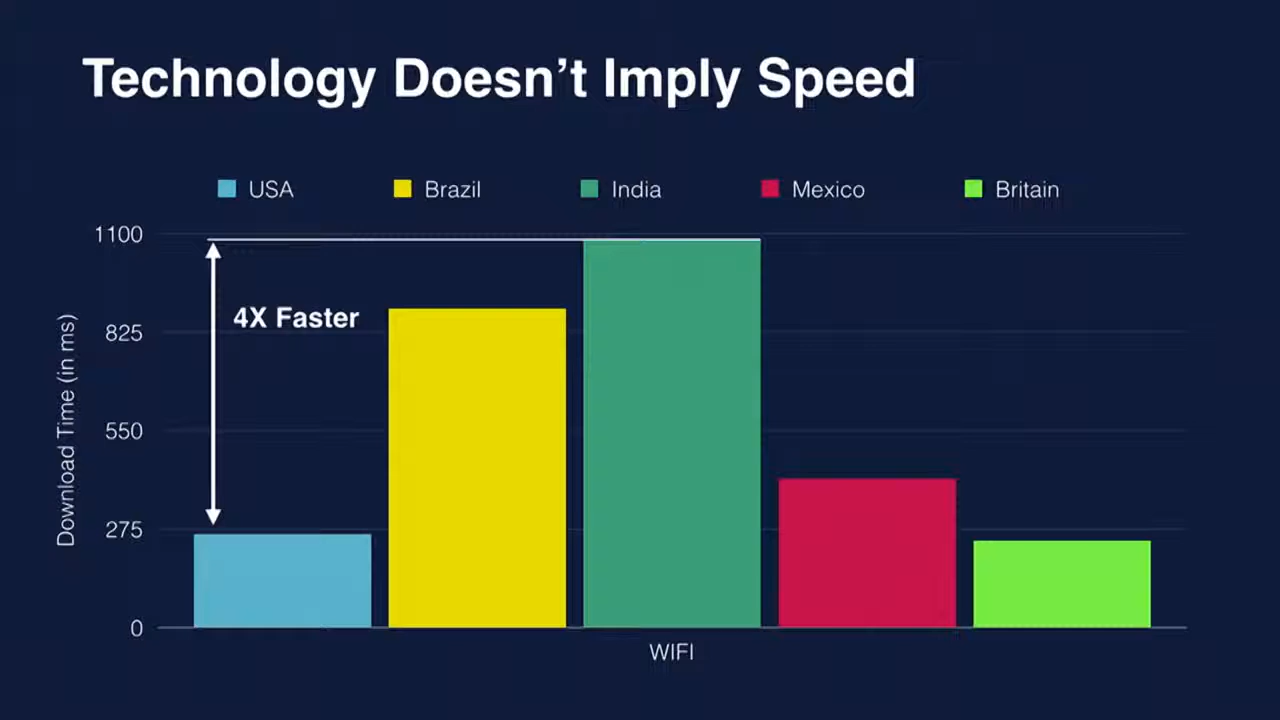 Technology Doesn’t Imply Speed
USA Brazil India Mexico Britain
1100
4X Faster
825
Download Time (in ms)
550
275
0
WIFI